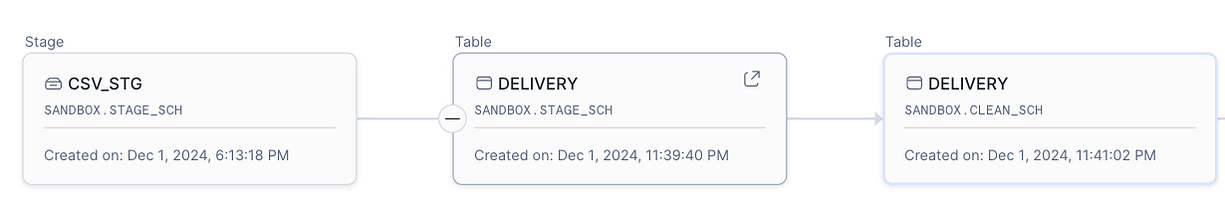 Stage
CSV_STG
SANDBOX.STAGE_SCH
Created on: Dec 1, 2024, 6:13:18 PM
Table
DELIVERY
SANDBOX.STAGE_SCH
Created on: Dec 1, 2024, 11:39:40 PM
Table
DELIVERY
SANDBOX.CLEAN_SCH
Created on: Dec 1, 2024, 11:41:02 PM